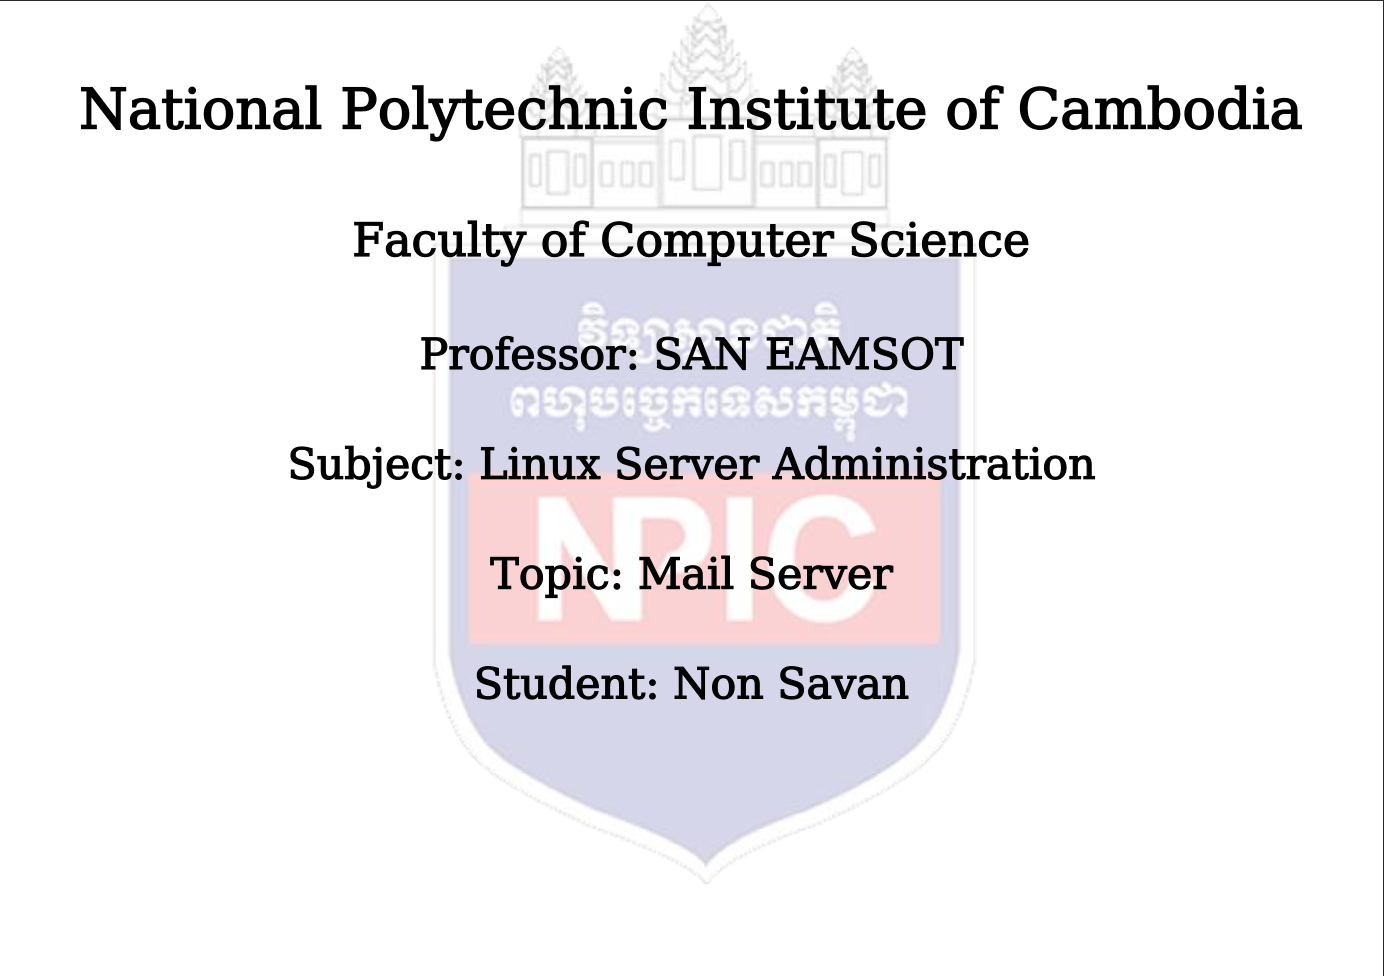 National Polytechnic Institute of Cambodia
Faculty of Computer Science
វិទ្យាស្ថានជាតិ
Professor: SAN EAMSOT
ពហុបច្ចេកទេសកម្ពុជា
Subject: Linux Server Administration
NPIC
Topic: Mail Server
Student: Non Savan